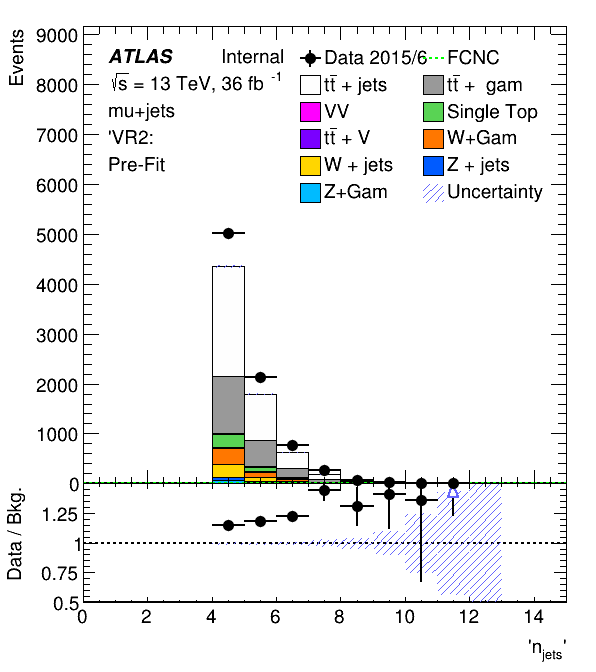 Events
9000
8000
7000
6000
5000
4000
3000
2000
1000
0
ATLAS Internal
√s = 13 TeV, 36 fb⁻¹
mu+jets
'VR2:
Pre-Fit
Data 2015/6 FCNC
tt̄ + jets tt̄ + gam
VV Single Top
tt̄ + V W+Gam
W + jets Z + jets
Z+Gam Uncertainty
Data / Bkg.
1.25
1
0.75
0.5
0 2 4 6 8 10 12 14
'n_jets'